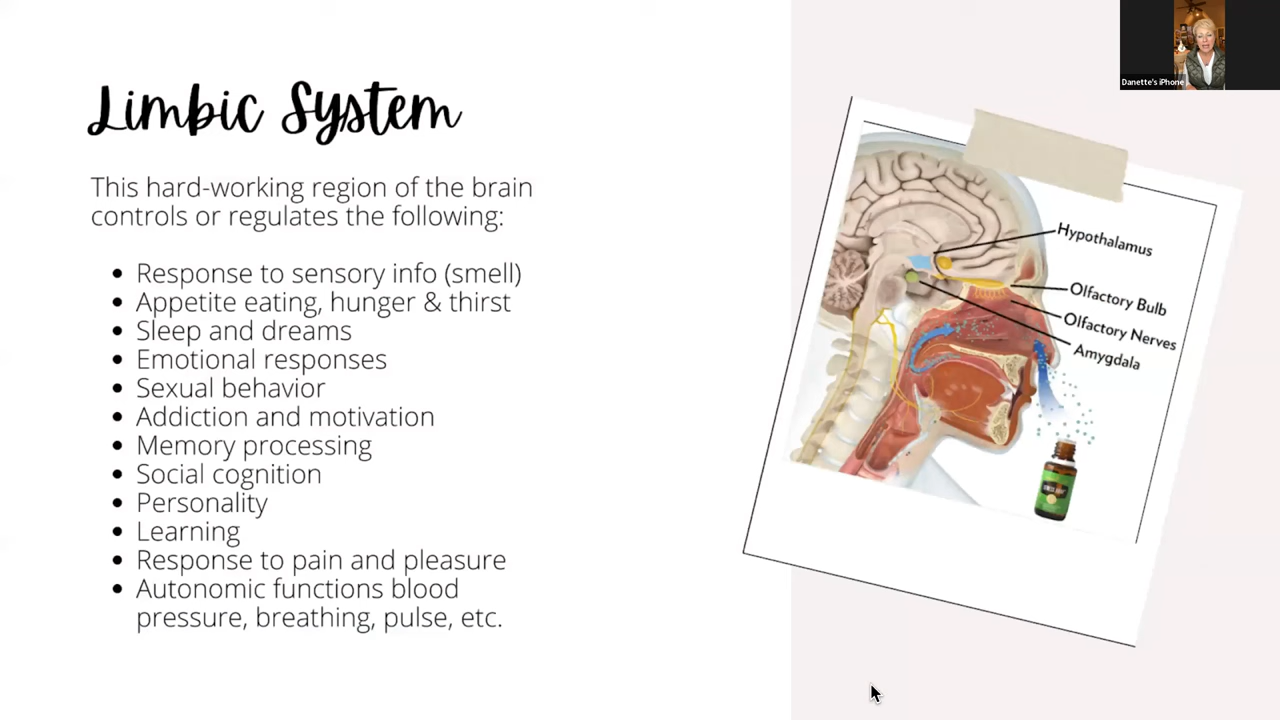 Limbic System
This hard-working region of the brain
controls or regulates the following:
• Response to sensory info (smell)
• Appetite eating, hunger & thirst
• Sleep and dreams
• Emotional responses
• Sexual behavior
• Addiction and motivation
• Memory processing
• Social cognition
• Personality
• Learning
• Response to pain and pleasure
• Autonomic functions blood
pressure, breathing, pulse, etc.
Danette's iPhone
Hypothalamus
Olfactory Bulb
Olfactory Nerves
Amygdala